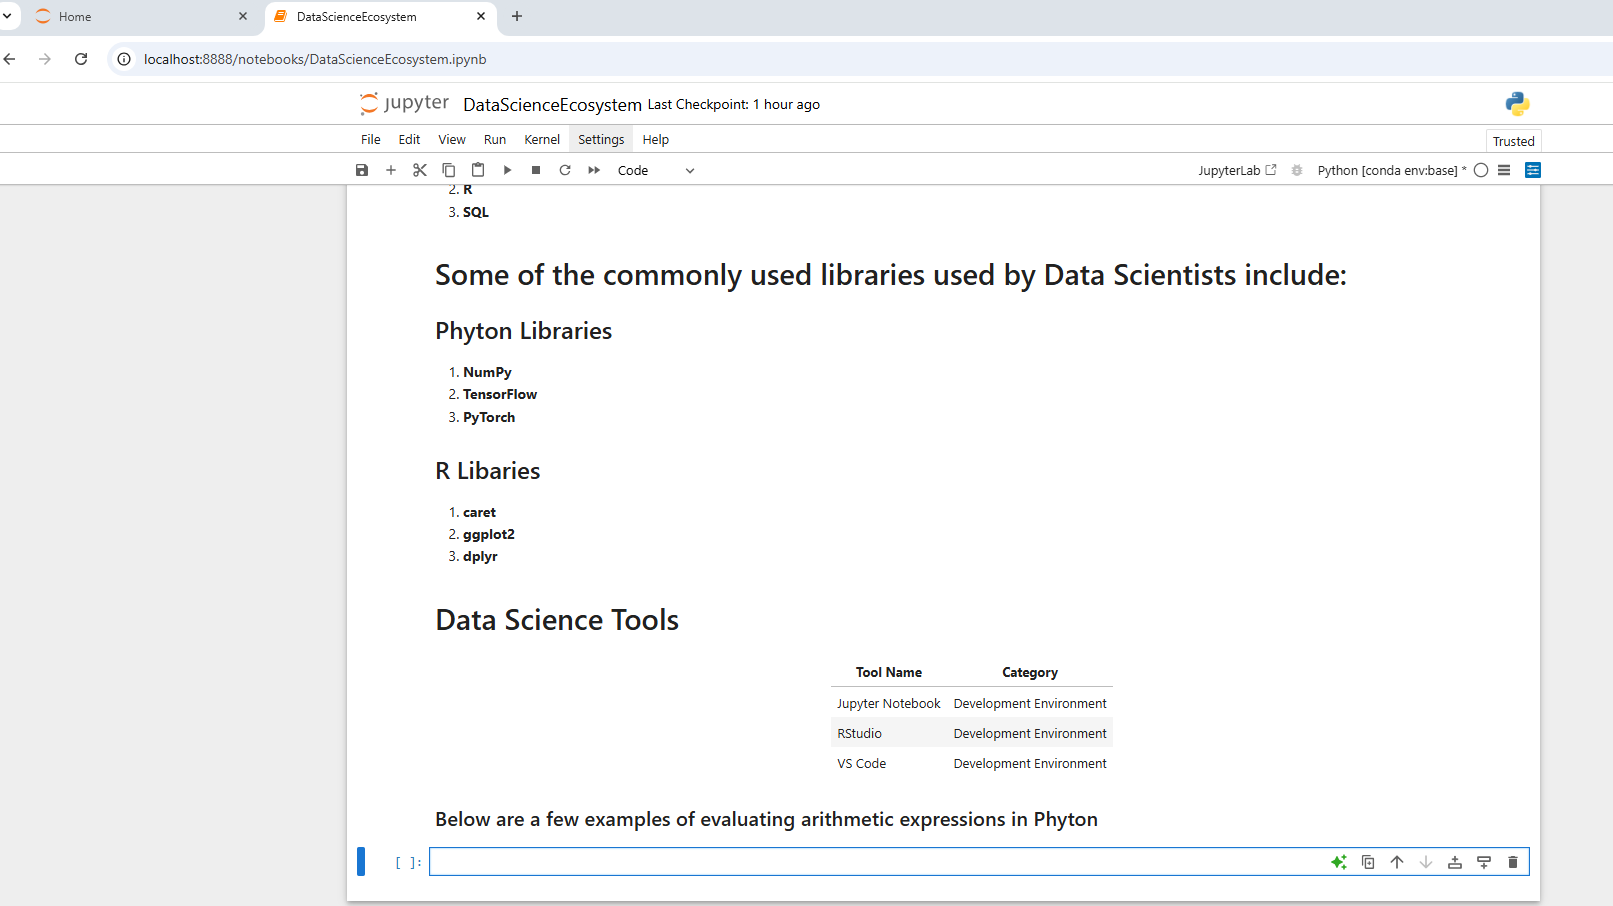 Home
DataScienceEcosystem
localhost:8888/notebooks/DataScienceEcosystem.ipynb
jupyter DataScienceEcosystem Last Checkpoint: 1 hour ago
File Edit View Run Kernel Settings Help
Trusted
Code
JupyterLab
Python [conda env:base] *
2. R
3. SQL
Some of the commonly used libraries used by Data Scientists include:
Phyton Libraries
1. NumPy
2. TensorFlow
3. PyTorch
R Libaries
1. caret
2. ggplot2
3. dplyr
Data Science Tools
Tool Name Category
Jupyter Notebook Development Environment
RStudio Development Environment
VS Code Development Environment
Below are a few examples of evaluating arithmetic expressions in Phyton
[ ]: